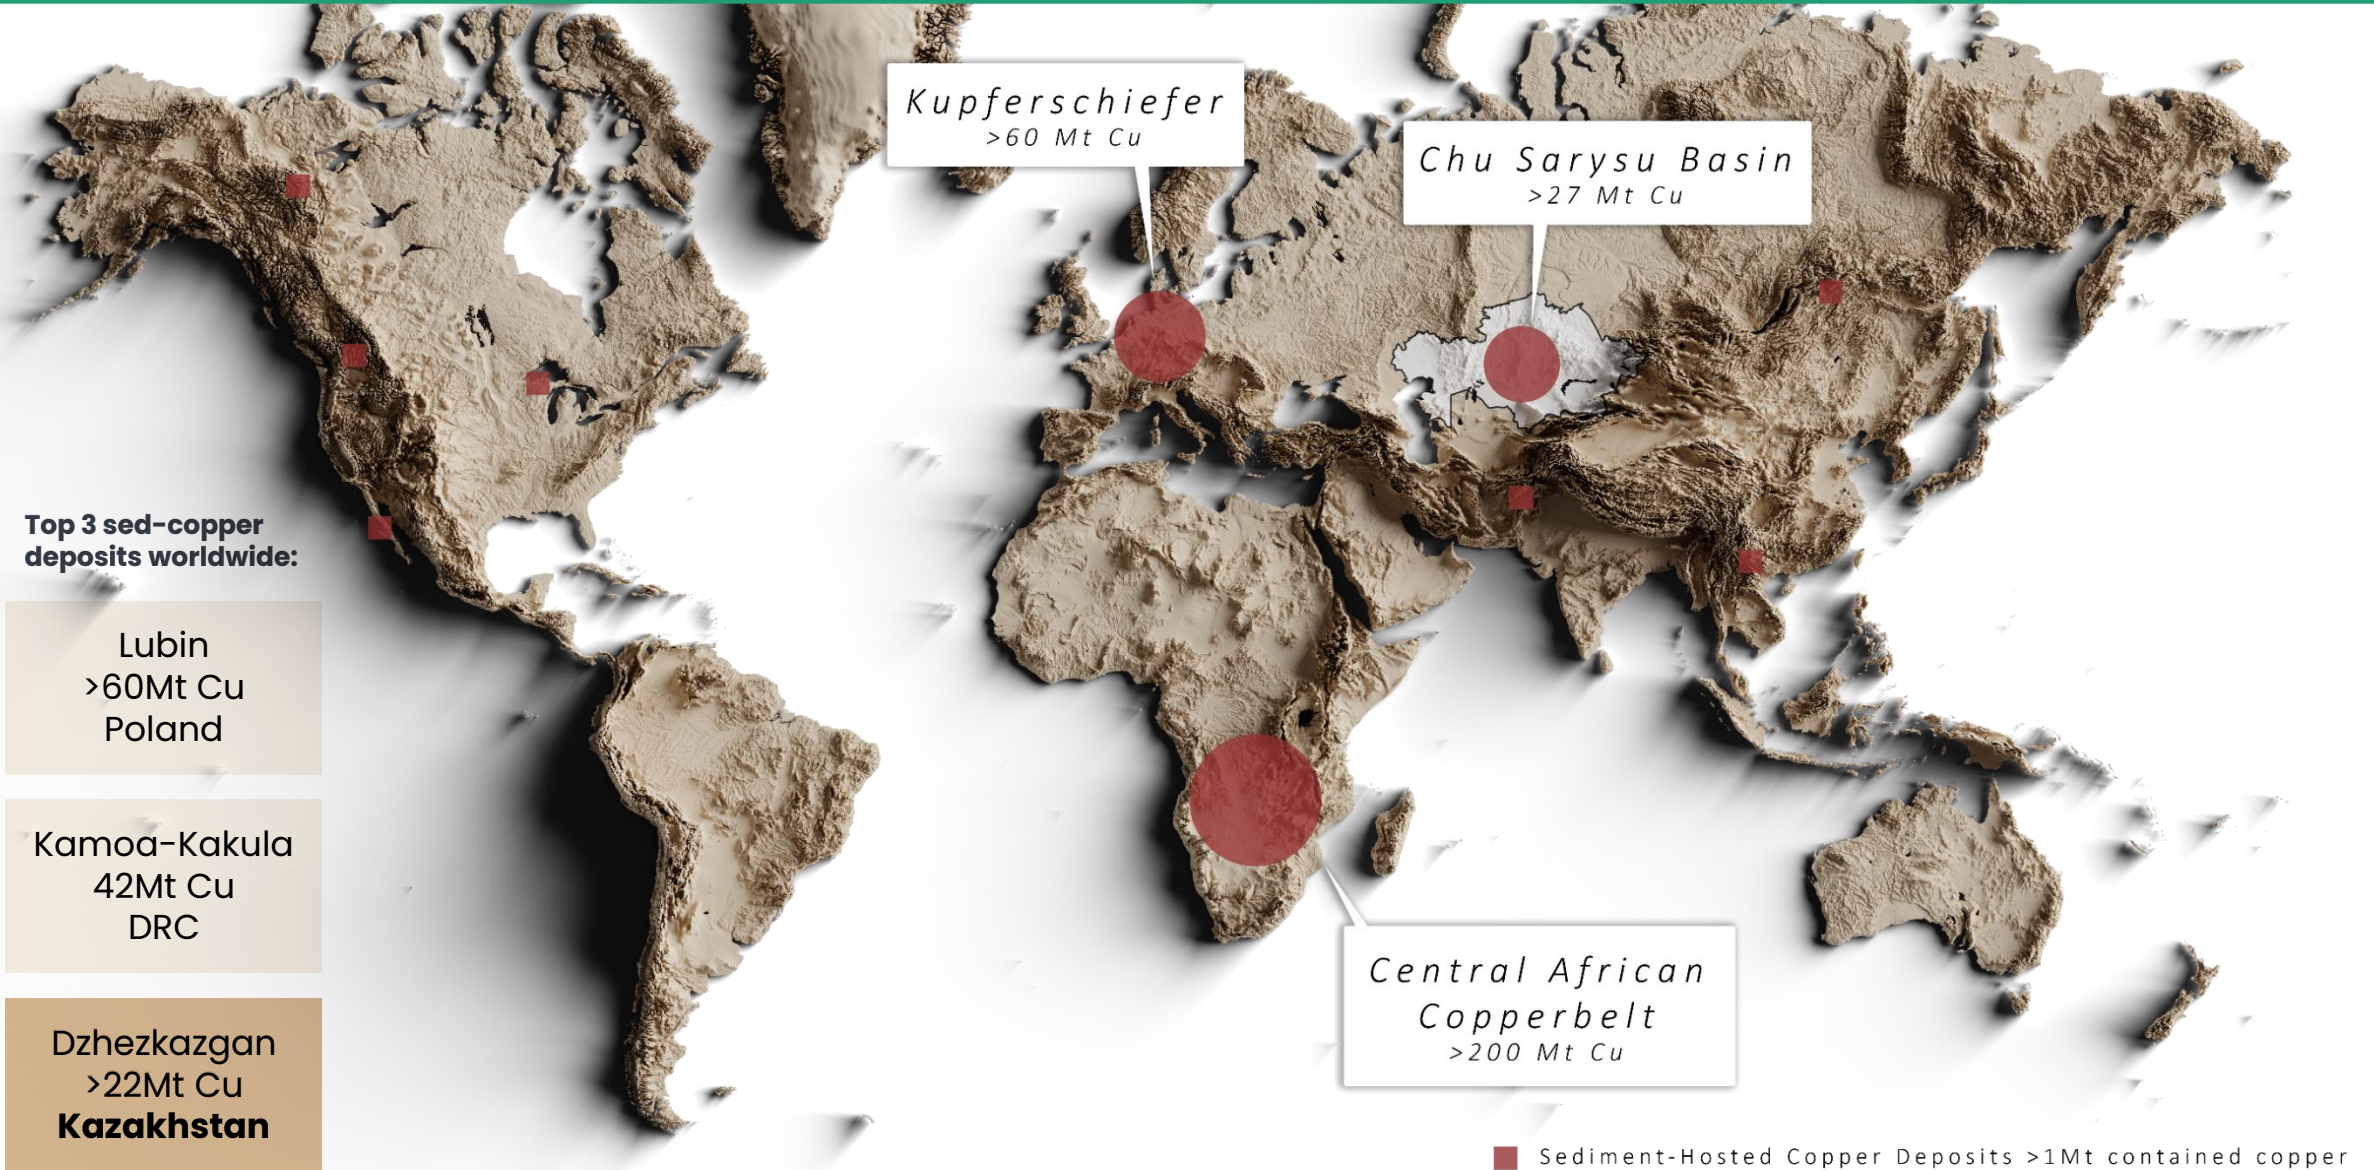 Kupferschiefer
>60 Mt Cu
Chu Sarysu Basin
>27 Mt Cu
Top 3 sed-copper
deposits worldwide:
Lubin
>60Mt Cu
Poland
Kamoa-Kakula
42Mt Cu
DRC
Dzhezkazgan
>22Mt Cu
Kazakhstan
Central African
Copperbelt
>200 Mt Cu
Sediment-Hosted Copper Deposits >1Mt contained copper